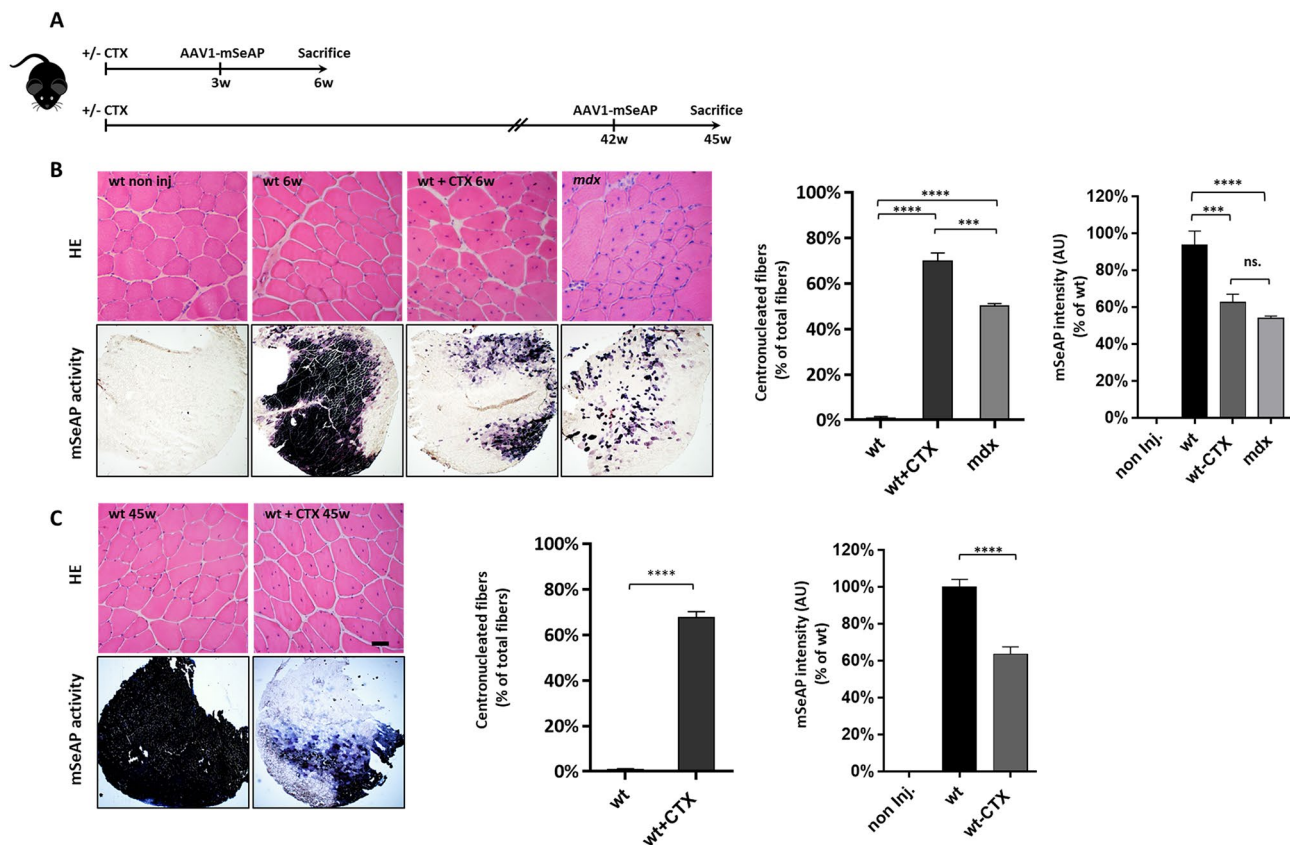 A
+/- CTX AAV1-mSeAP Sacrifice
3w 6w
+/- CTX AAV1-mSeAP Sacrifice
42w 45w
B
wt non inj wt 6w wt + CTX 6w mdx
HE
mSeAP activity
Centronucleated fibers
(% of total fibers)
100%
80%
60%
40%
20%
0%
****
**** ***
wt wt+CTX mdx
mSeAP intensity (AU)
(% of wt)
120%
100%
80%
60%
40%
20%
0%
****
***
ns.
non Inj. wt wt-CTX mdx
C
wt 45w wt + CTX 45w
HE
mSeAP activity
Centronucleated fibers
(% of total fibers)
100%
80%
60%
40%
20%
0%
****
wt wt+CTX
mSeAP intensity (AU)
(% of wt)
120%
100%
80%
60%
40%
20%
0%
****
non Inj. wt wt-CTX